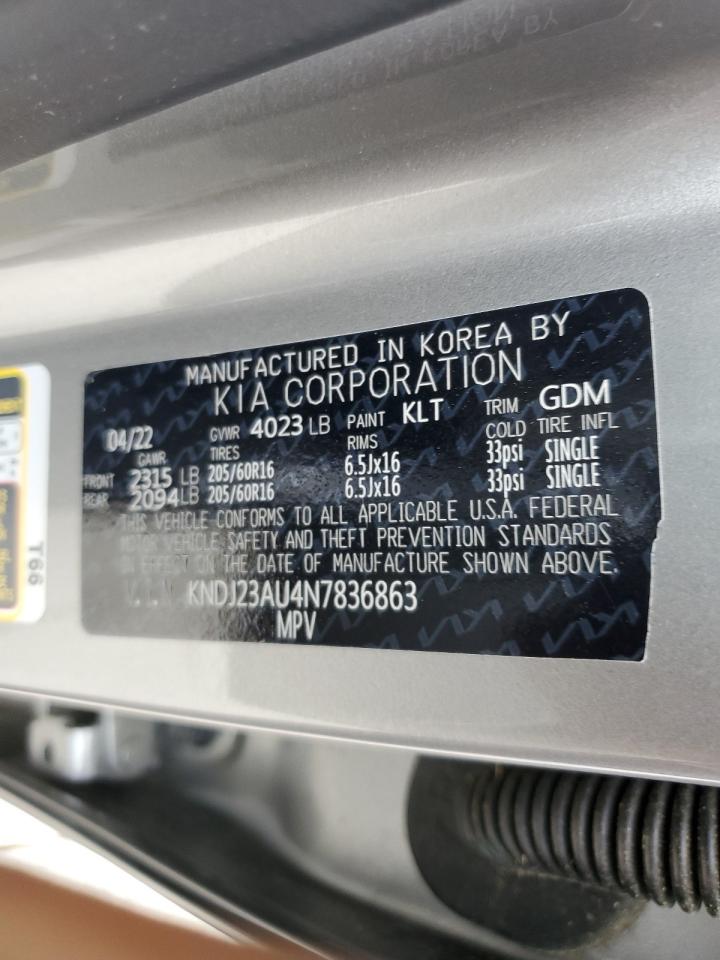 MANUFACTURED IN KOREA BY
KIA CORPORATION
04/22 GVWR 4023 LB PAINT KLT TRIM GDM
GAWR TIRES RIMS COLD TIRE INFL
FRONT 2315 LB 205/60R16 6.5Jx16 33psi SINGLE
REAR 2094 LB 205/60R16 6.5Jx16 33psi SINGLE
THIS VEHICLE CONFORMS TO ALL APPLICABLE U.S.A. FEDERAL
MOTOR VEHICLE SAFETY AND THEFT PREVENTION STANDARDS
IN EFFECT ON THE DATE OF MANUFACTURE SHOWN ABOVE.
V.I.N KNDJ23AU4N7836863
MPV
T66